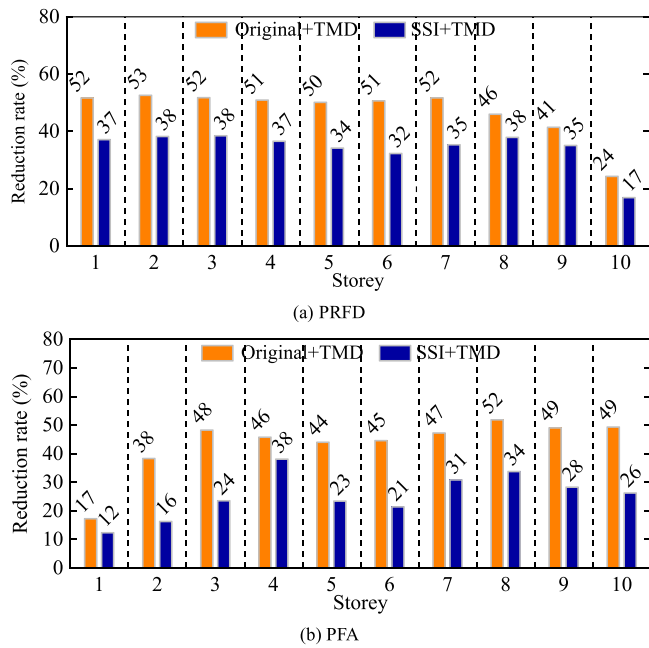 80
Original+TMD SSI+TMD
Reduction rate (%)
60
40
20
0
52 37 53 38 52 38 51 37 50 34 51 32 52 35 46 38 41 35 24 17
1 2 3 4 5 6 7 8 9 10
Storey
(a) PRFD
80
Original+TMD SSI+TMD
Reduction rate (%)
70
60
50
40
30
20
10
0
17 12 38 16 48 24 46 38 44 23 45 21 47 31 52 34 49 28 49 26
1 2 3 4 5 6 7 8 9 10
Storey
(b) PFA